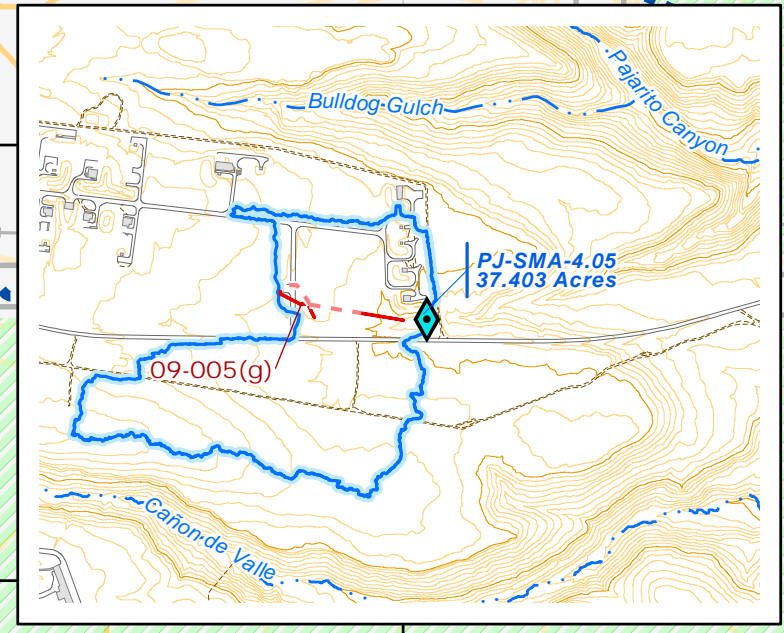 Bulldog Gulch
Pajarito Canyon
PJ-SMA-4.05
37.403 Acres
09-005(g)
Cañon de Valle